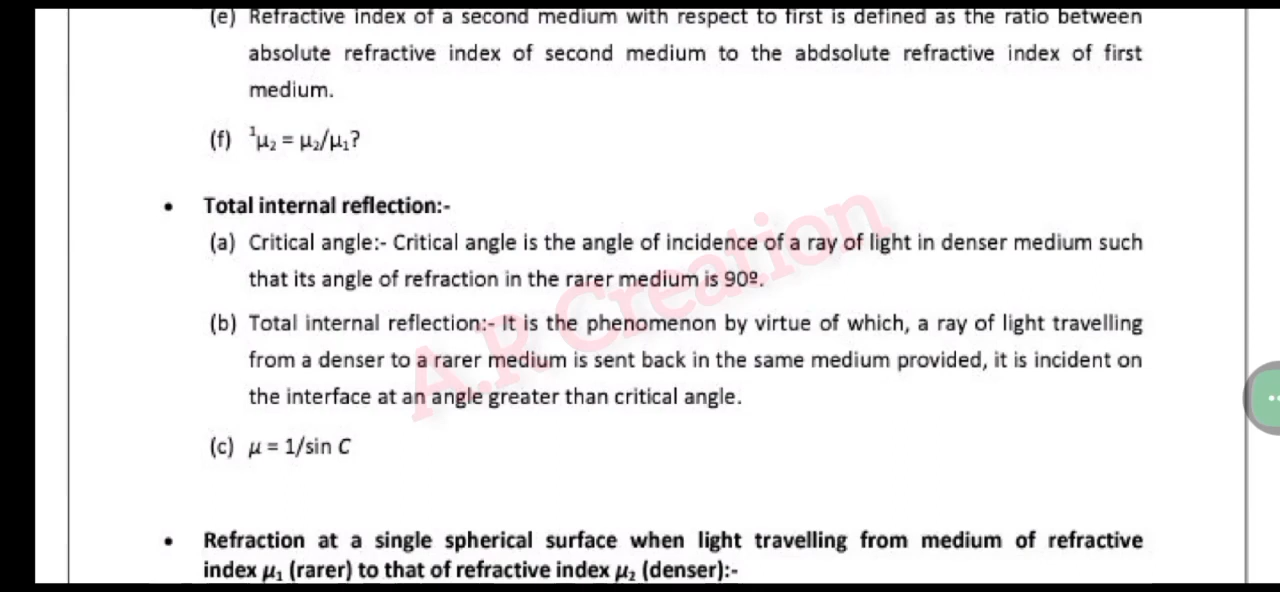 (e) Refractive index of a second medium with respect to first is defined as the ratio between
absolute refractive index of second medium to the abdsolute refractive index of first
medium.
(f) ¹μ₂ = μ₂/μ₁?
• Total internal reflection:-
(a) Critical angle:- Critical angle is the angle of incidence of a ray of light in denser medium such
that its angle of refraction in the rarer medium is 90º.
(b) Total internal reflection:- It is the phenomenon by virtue of which, a ray of light travelling
from a denser to a rarer medium is sent back in the same medium provided, it is incident on
the interface at an angle greater than critical angle.
(c) μ = 1/sin C
• Refraction at a single spherical surface when light travelling from medium of refractive
index μ₁ (rarer) to that of refractive index μ₂ (denser):-
A.R Creation